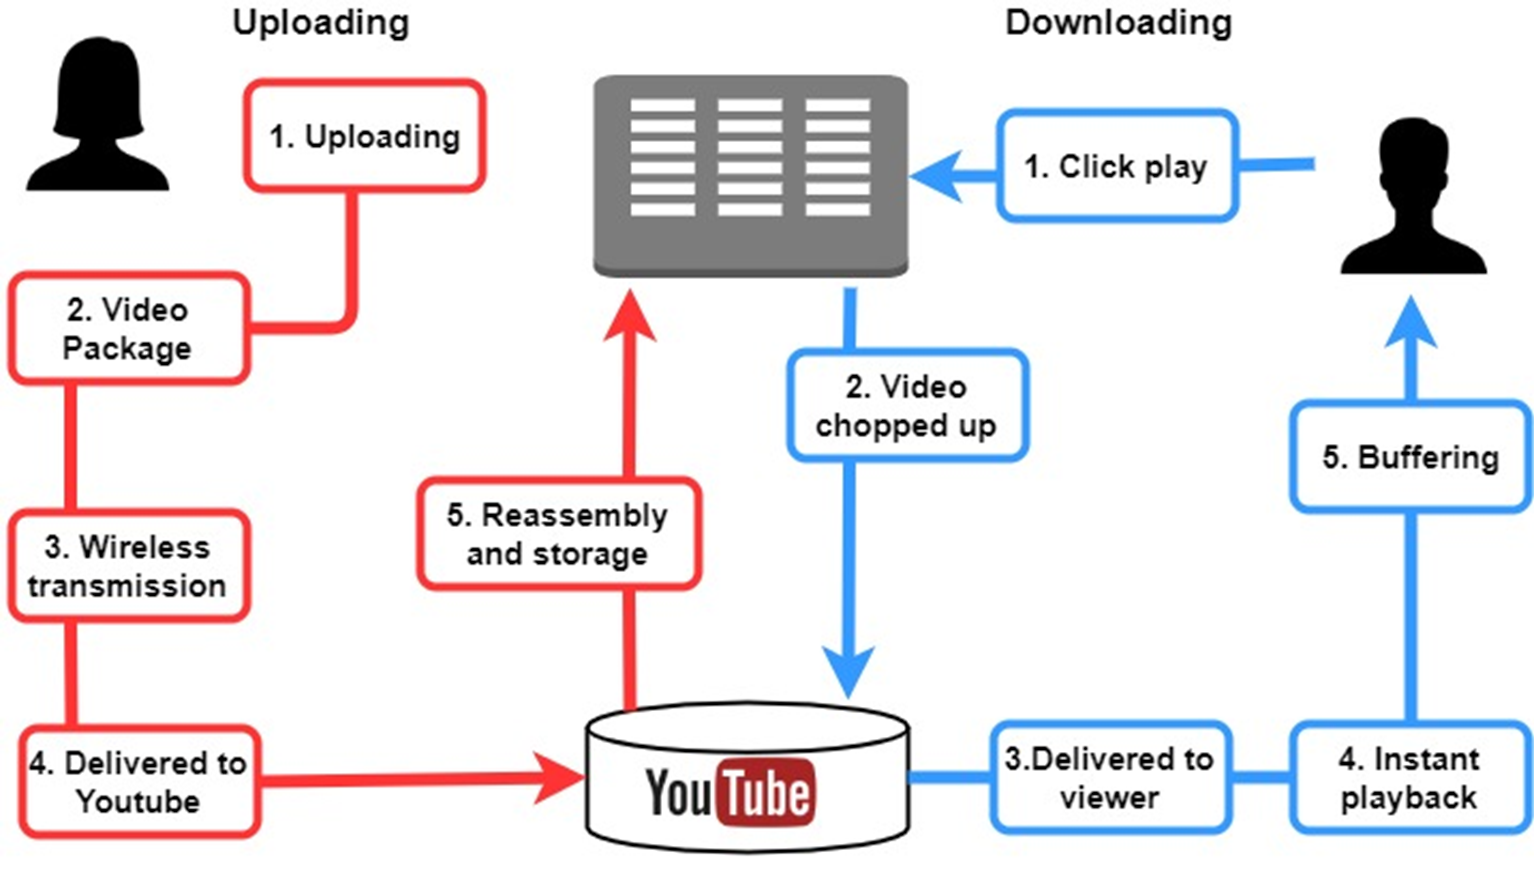 Uploading
1. Uploading
2. Video
Package
3. Wireless
transmission
4. Delivered to
Youtube
5. Reassembly
and storage
YouTube
Downloading
1. Click play
2. Video
chopped up
3.Delivered to
viewer
4. Instant
playback
5. Buffering